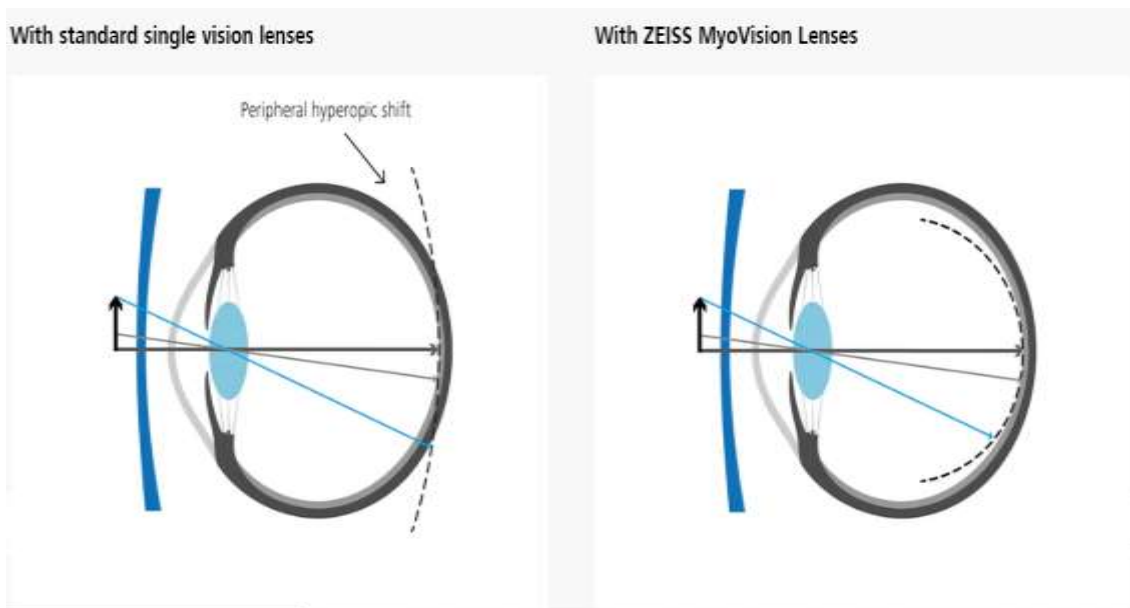 With standard single vision lenses
With ZEISS MyoVision Lenses
Peripheral hyperopic shift